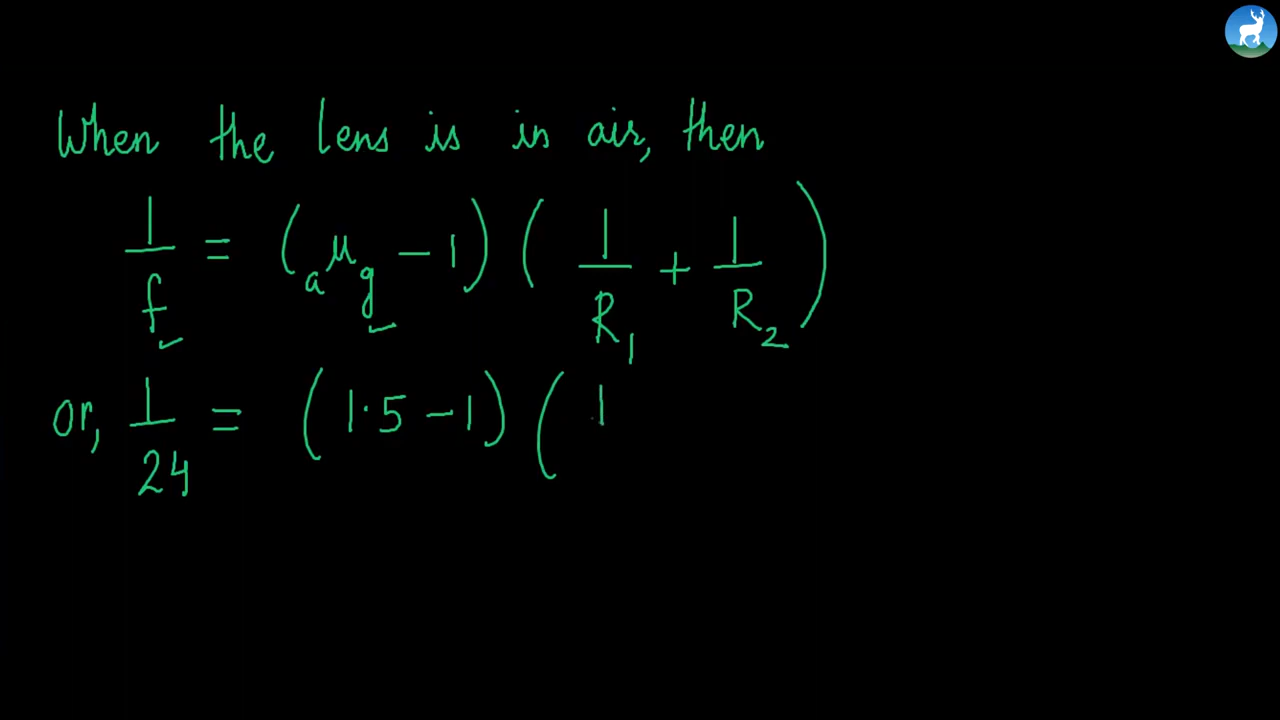 When the lens is in air, then
1/f = (ₐμ_g − 1) (1/R₁ + 1/R₂)
or, 1/24 = (1·5 − 1) (1